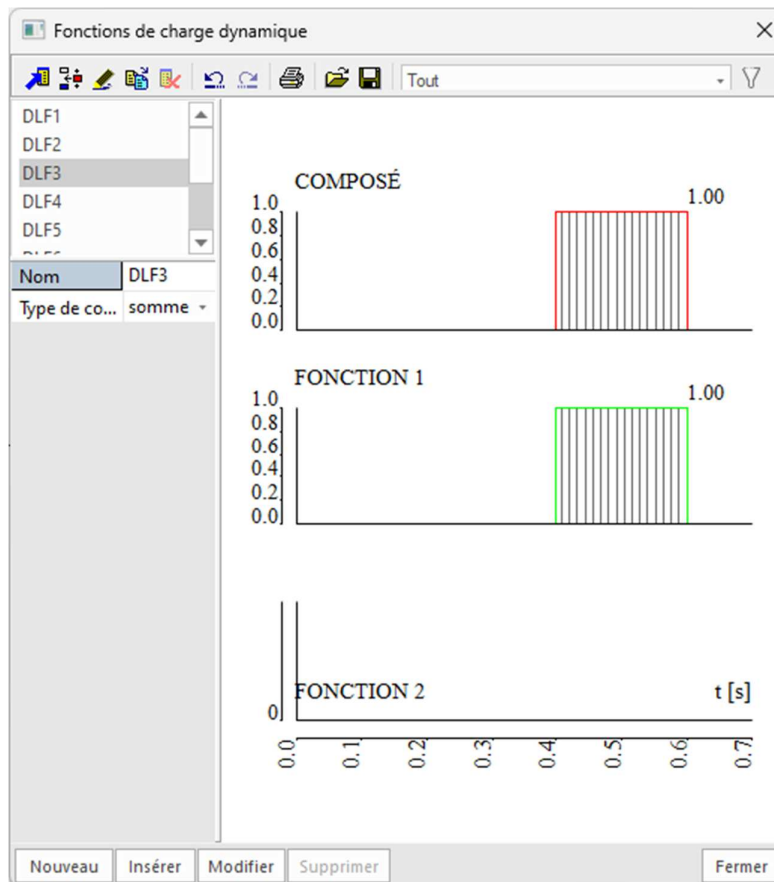 Fonctions de charge dynamique
Tout
DLF1
DLF2
DLF3
DLF4
DLF5
Nom DLF3
Type de co... somme
COMPOSÉ
1.00
1.0
0.8
0.6
0.4
0.2
0.0
FONCTION 1
1.00
1.0
0.8
0.6
0.4
0.2
0.0
FONCTION 2 t [s]
0
0.0 0.1 0.2 0.3 0.4 0.5 0.6 0.7
Nouveau Insérer Modifier Supprimer Fermer